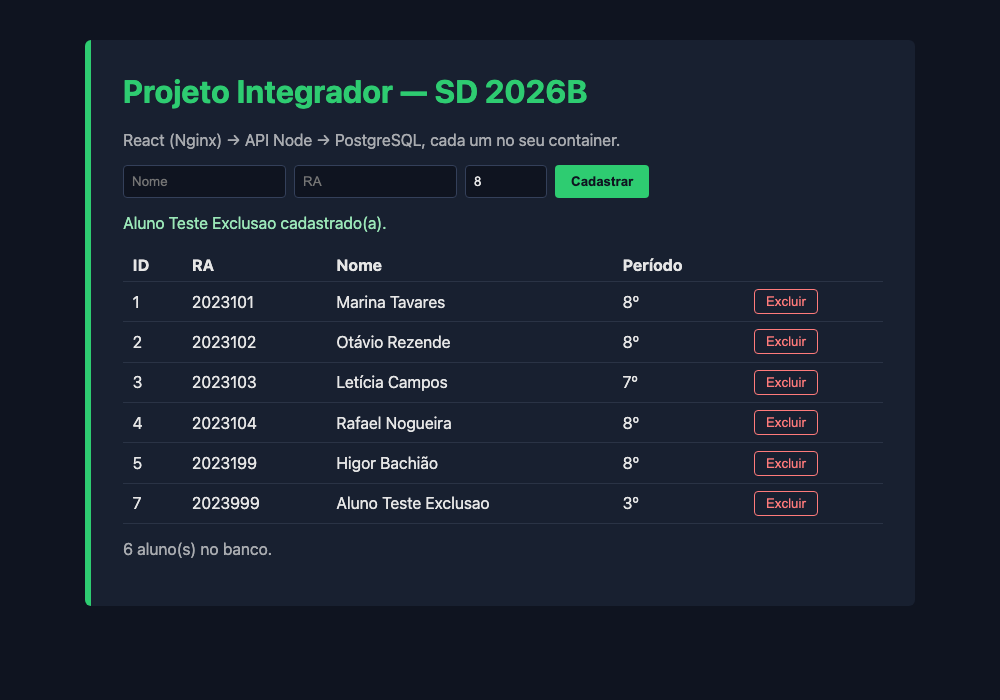 Projeto Integrador — SD 2026B
React (Nginx) → API Node → PostgreSQL, cada um no seu container.
Nome RA 8 Cadastrar
Aluno Teste Exclusao cadastrado(a).
ID RA Nome Período
1 2023101 Marina Tavares 8º Excluir
2 2023102 Otávio Rezende 8º Excluir
3 2023103 Letícia Campos 7º Excluir
4 2023104 Rafael Nogueira 8º Excluir
5 2023199 Higor Bachião 8º Excluir
7 2023999 Aluno Teste Exclusao 3º Excluir
6 aluno(s) no banco.